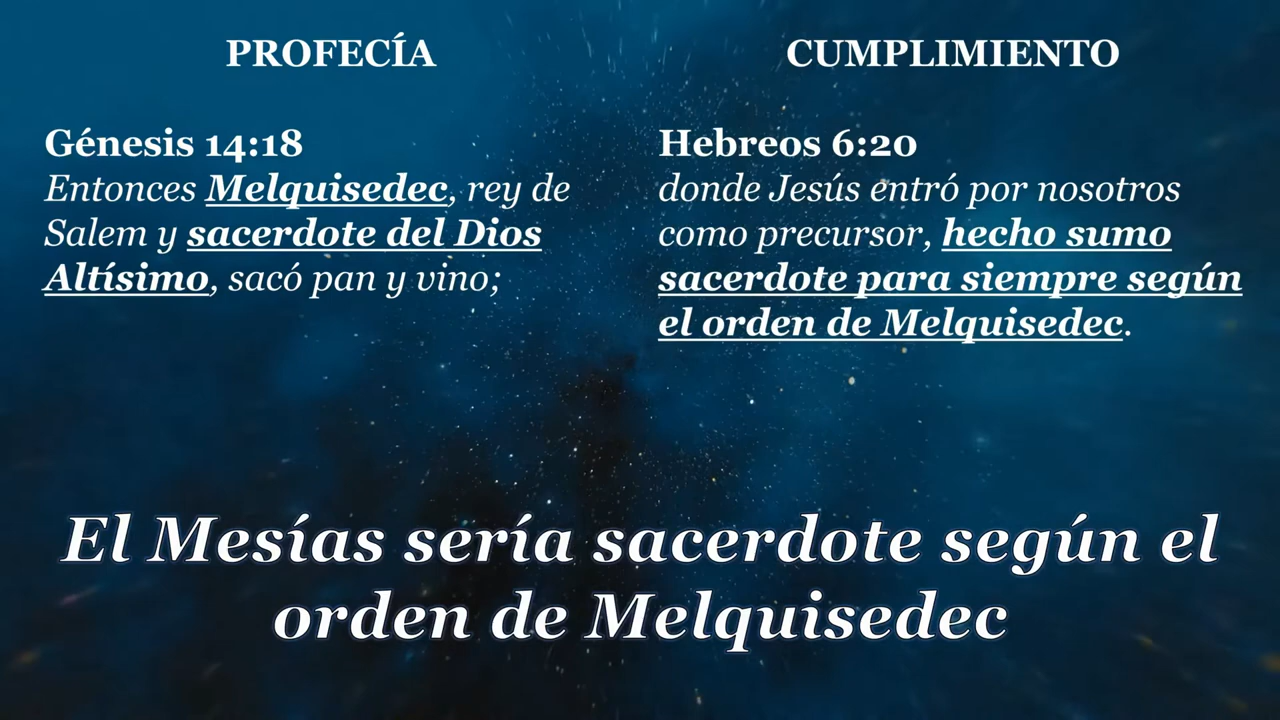 PROFECÍA
Génesis 14:18
Entonces Melquisedec, rey de
Salem y sacerdote del Dios
Altísimo, sacó pan y vino;
CUMPLIMIENTO
Hebreos 6:20
donde Jesús entró por nosotros
como precursor, hecho sumo
sacerdote para siempre según
el orden de Melquisedec.
El Mesías sería sacerdote según el
orden de Melquisedec